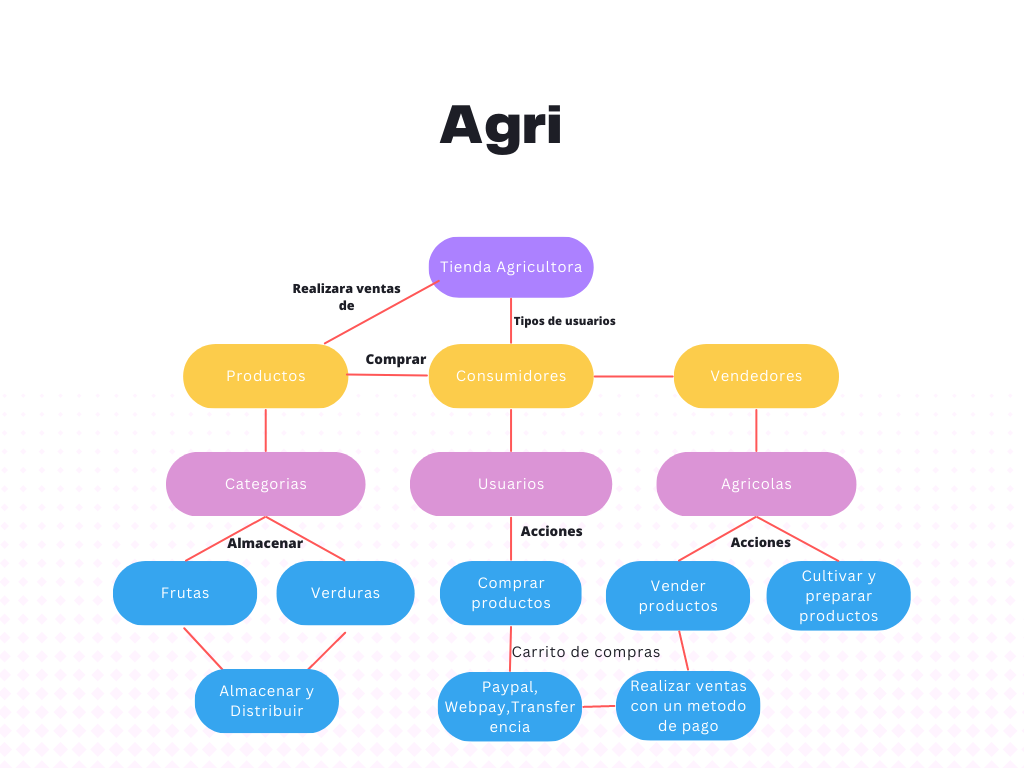 Agri
Tienda Agricultora
Realizara ventas
de
Tipos de usuarios
Comprar
Productos
Consumidores
Vendedores
Categorias
Usuarios
Agricolas
Almacenar
Acciones
Acciones
Frutas
Verduras
Comprar
productos
Vender
productos
Cultivar y
preparar
productos
Carrito de compras
Almacenar y
Distribuir
Paypal,
Webpay,Transfer
encia
Realizar ventas
con un metodo
de pago